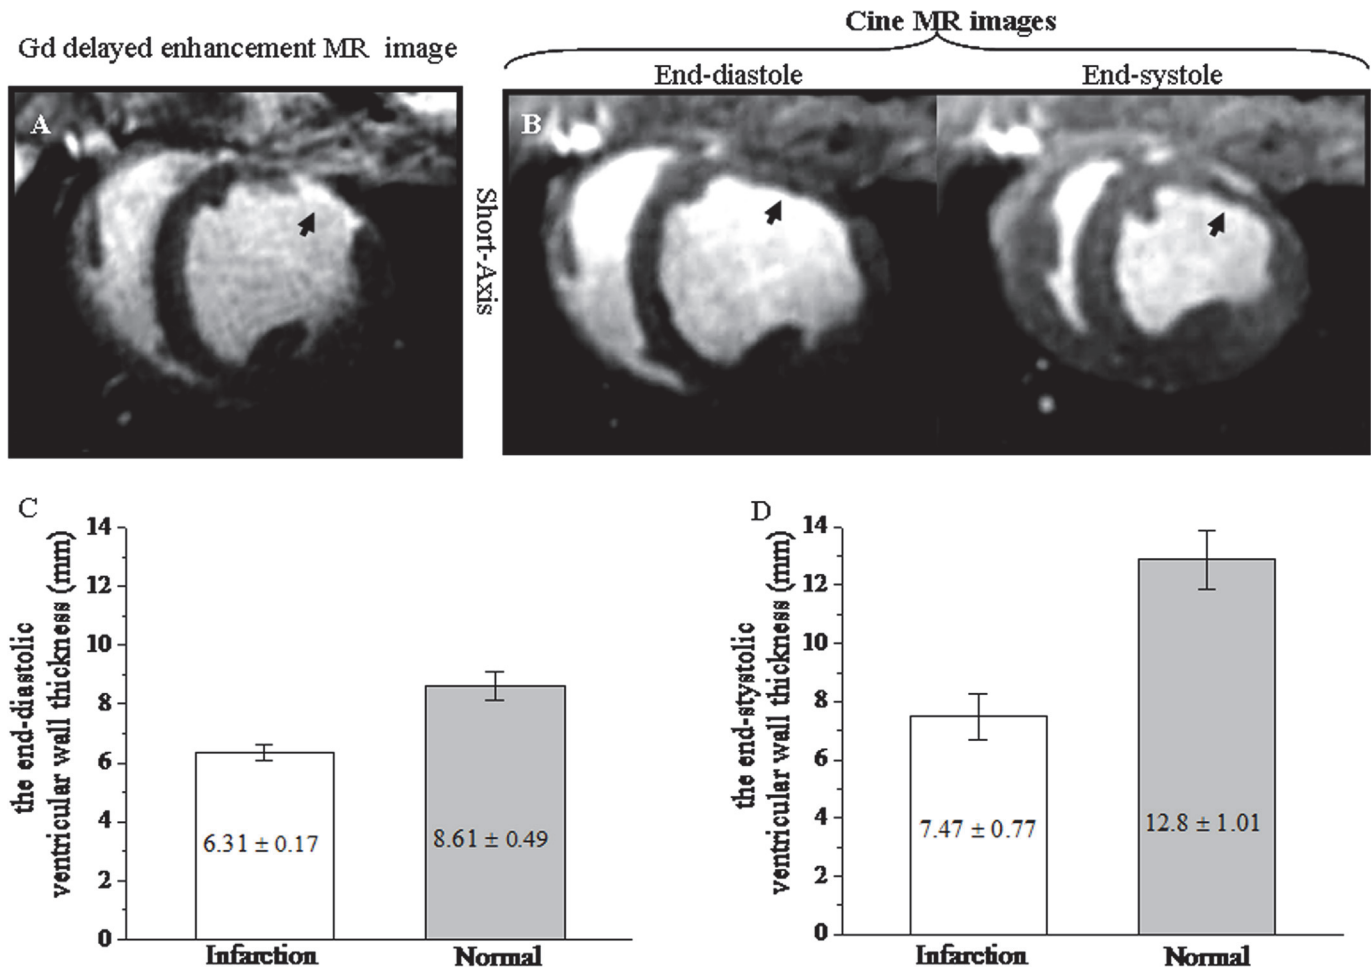 Cine MR images
Gd delayed enhancement MR image
End-diastole
End-systole
A
B
Short-Axis
C
the end-diastolic
ventricular wall thickness (mm)
14
12
10
8
6
4
2
0
6.31 ± 0.17
8.61 ± 0.49
Infarction
Normal
D
the end-systolic
ventricular wall thickness (mm)
14
12
10
8
6
4
2
0
7.47 ± 0.77
12.8 ± 1.01
Infarction
Normal